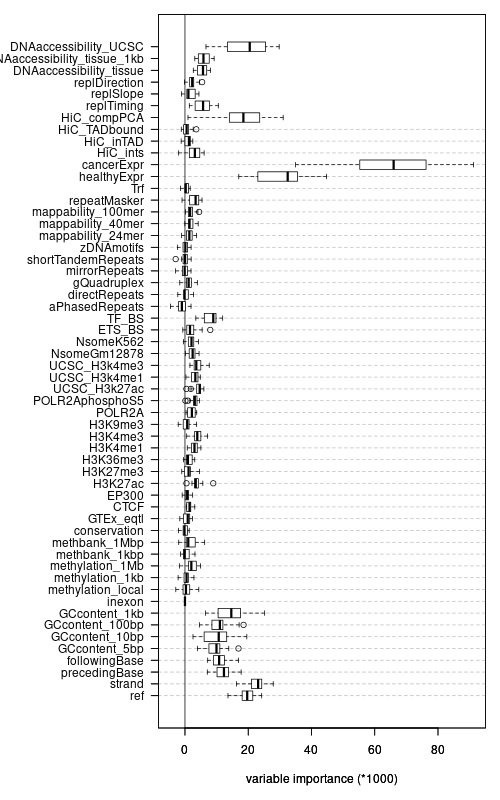 DNAaccessibility_UCSC
NAaccessibility_tissue_1kb
DNAaccessibility_tissue
replDirection
replSlope
replTiming
HiC_compPCA
HiC_TADbound
HiC_inTAD
HiC_ints
cancerExpr
healthyExpr
Trf
repeatMasker
mappability_100mer
mappability_40mer
mappability_24mer
zDNAmotifs
shortTandemRepeats
mirrorRepeats
gQuadruplex
directRepeats
aPhasedRepeats
TF_BS
ETS_BS
NsomeK562
NsomeGm12878
UCSC_H3k4me3
UCSC_H3k4me1
UCSC_H3k27ac
POLR2AphosphoS5
POLR2A
H3K9me3
H3K4me3
H3K4me1
H3K36me3
H3K27me3
H3K27ac
EP300
CTCF
GTEx_eqtl
conservation
methbank_1Mbp
methbank_1kbp
methylation_1Mb
methylation_1kb
methylation_local
inexon
GCcontent_1kb
GCcontent_100bp
GCcontent_10bp
GCcontent_5bp
followingBase
precedingBase
strand
ref
0 20 40 60 80
variable importance (*1000)